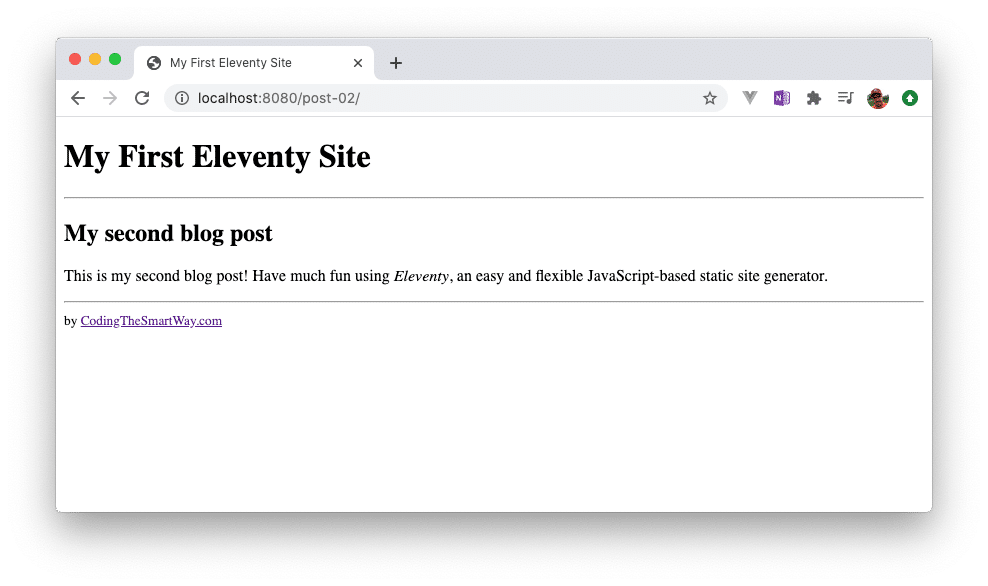 My First Eleventy Site
localhost:8080/post-02/
N
My First Eleventy Site
My second blog post
This is my second blog post! Have much fun using Eleventy, an easy and flexible JavaScript-based static site generator.
by CodingTheSmartWay.com